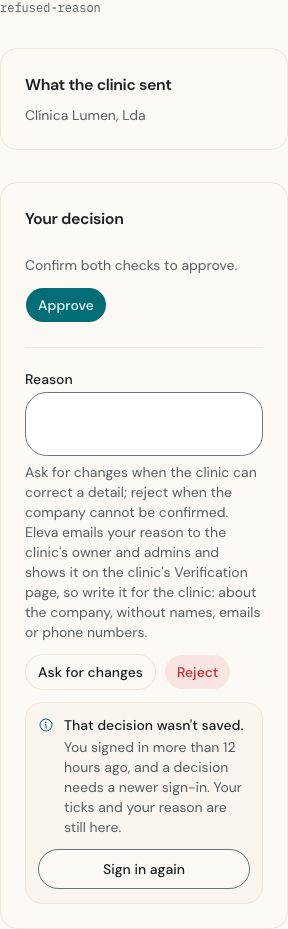 refused-reason
What the clinic sent
Clínica Lumen, Lda
Your decision
Confirm both checks to approve.
Approve
Reason
Ask for changes when the clinic can
correct a detail; reject when the
company cannot be confirmed.
Eleva emails your reason to the
clinic's owner and admins and
shows it on the clinic's Verification
page, so write it for the clinic: about
the company, without names, emails
or phone numbers.
Ask for changes
Reject
That decision wasn't saved.
You signed in more than 12
hours ago, and a decision
needs a newer sign-in. Your
ticks and your reason are
still here.
Sign in again